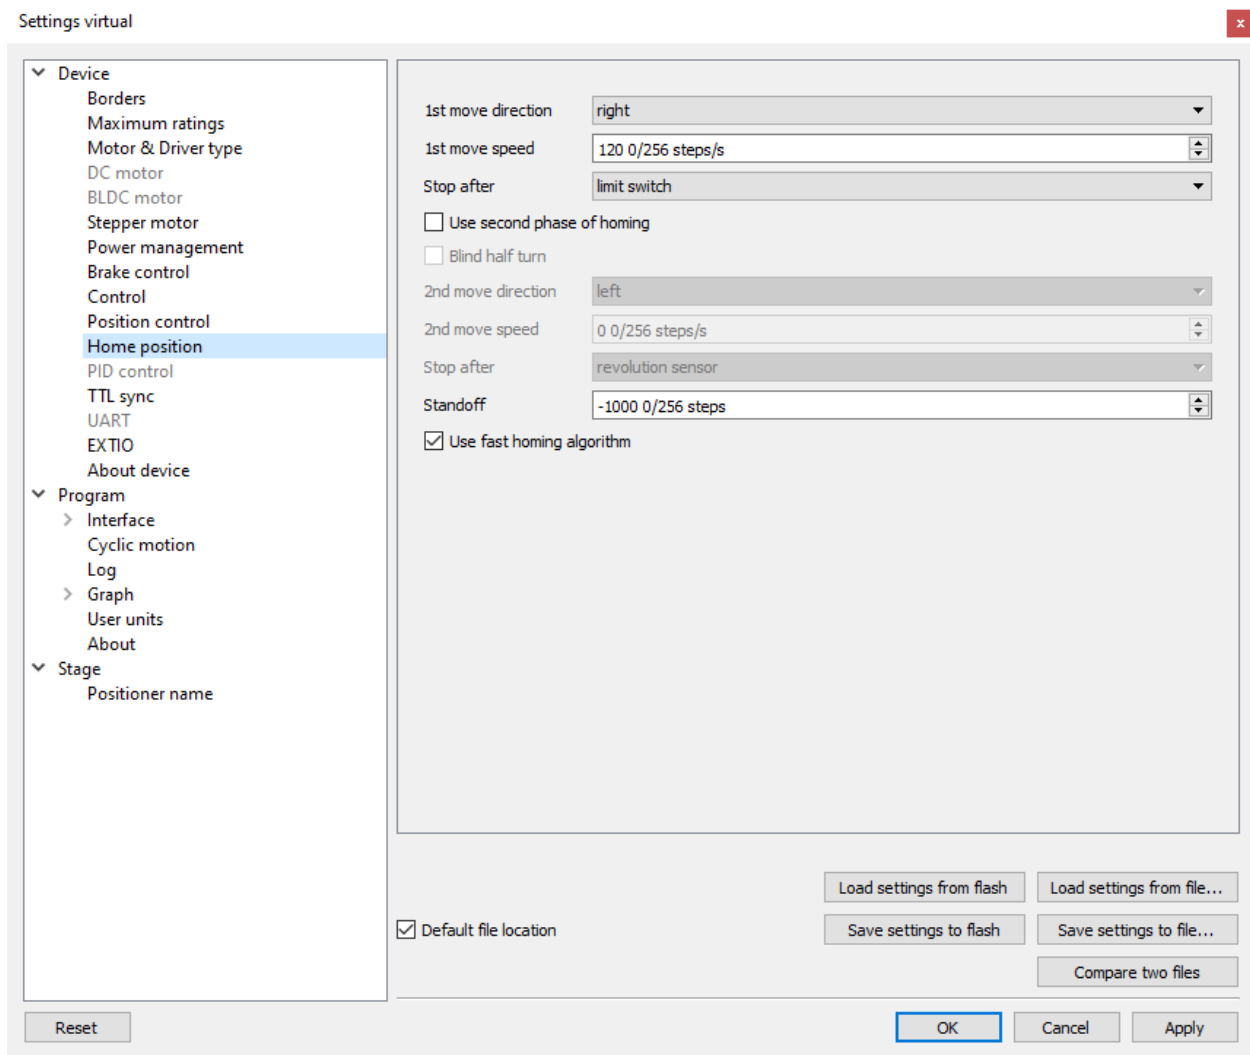 Settings virtual
x
Device
Borders
Maximum ratings
Motor & Driver type
DC motor
BLDC motor
Stepper motor
Power management
Brake control
Control
Position control
Home position
PID control
TTL sync
UART
EXTIO
About device
Program
Interface
Cyclic motion
Log
Graph
User units
About
Stage
Positioner name
1st move direction right
1st move speed 120 0/256 steps/s
Stop after limit switch
Use second phase of homing
Blind half turn
2nd move direction left
2nd move speed 0 0/256 steps/s
Stop after revolution sensor
Standoff -1000 0/256 steps
Use fast homing algorithm
Load settings from flash Load settings from file...
Default file location Save settings to flash Save settings to file...
Compare two files
Reset OK Cancel Apply